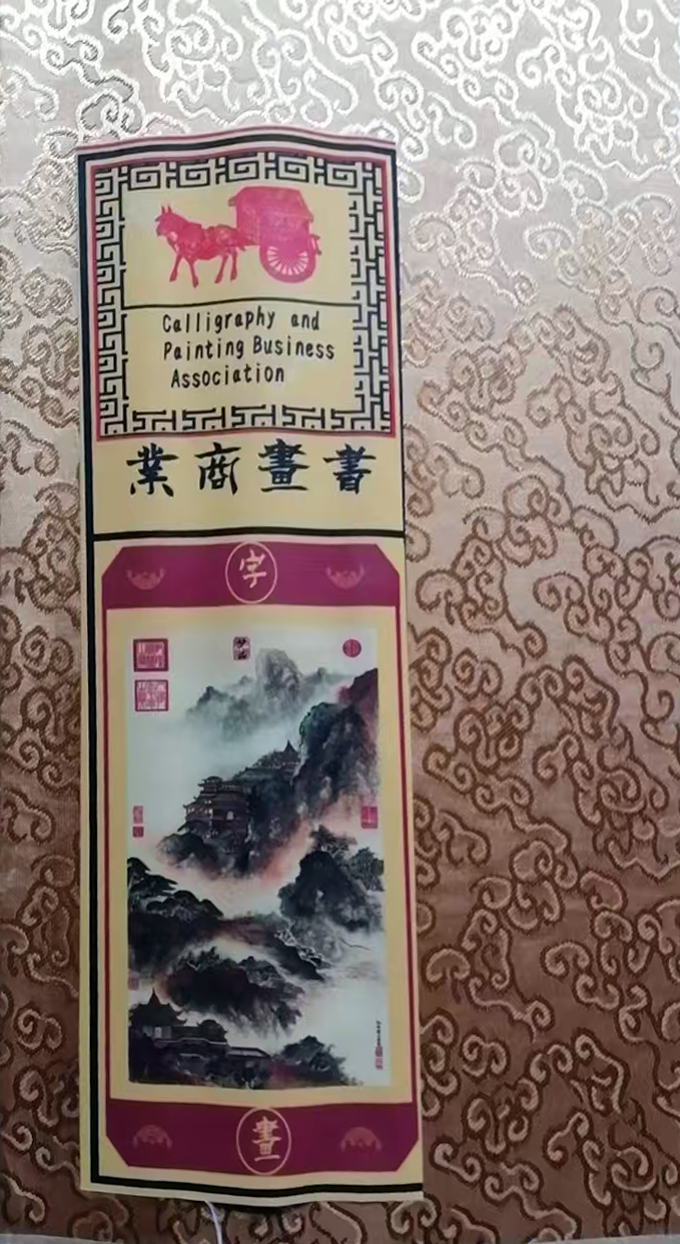 Calligraphy and
Painting Business
Association
書畫商業
字
畫